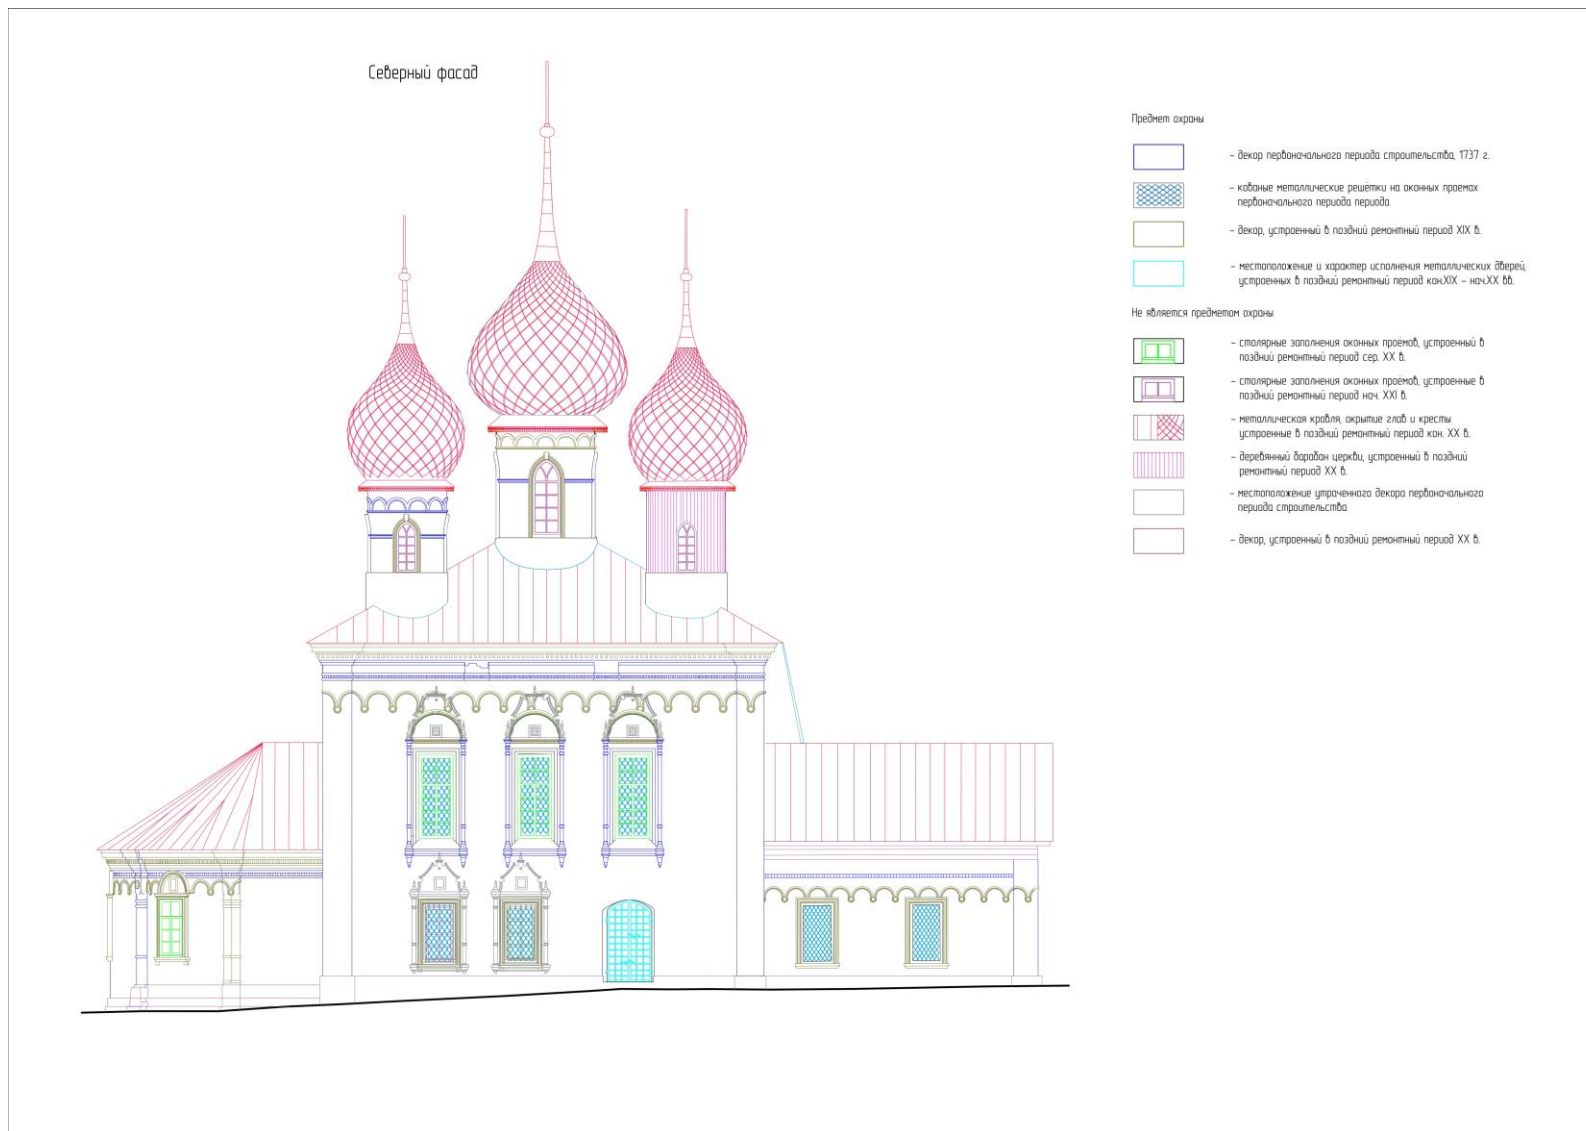 Северный фасад
Предмет охраны
– декор первоначального периода строительства, 1737 г.
– кованые металлические решётки на оконных проемах
первоначального периода периода
– декор, устроенный в поздний ремонтный период XIX в.
– местоположение и характер исполнения металлических дверей,
устроенных в поздний ремонтный период кон.XIX – нач.XX вв.
Не является предметом охраны
– столярные заполнения оконных проёмов, устроенный в
поздний ремонтный период сер. XX в.
– столярные заполнения оконных проёмов, устроенные в
поздний ремонтный период нач. XXI в.
– металлическая кровля, окрытие глав и кресты
устроенные в поздний ремонтный период кон. XX в.
– деревянный барабан церкви, устроенный в поздний
ремонтный период XX в.
– местоположение утраченного декора первоначального
периода строительства
– декор, устроенный в поздний ремонтный период XX в.